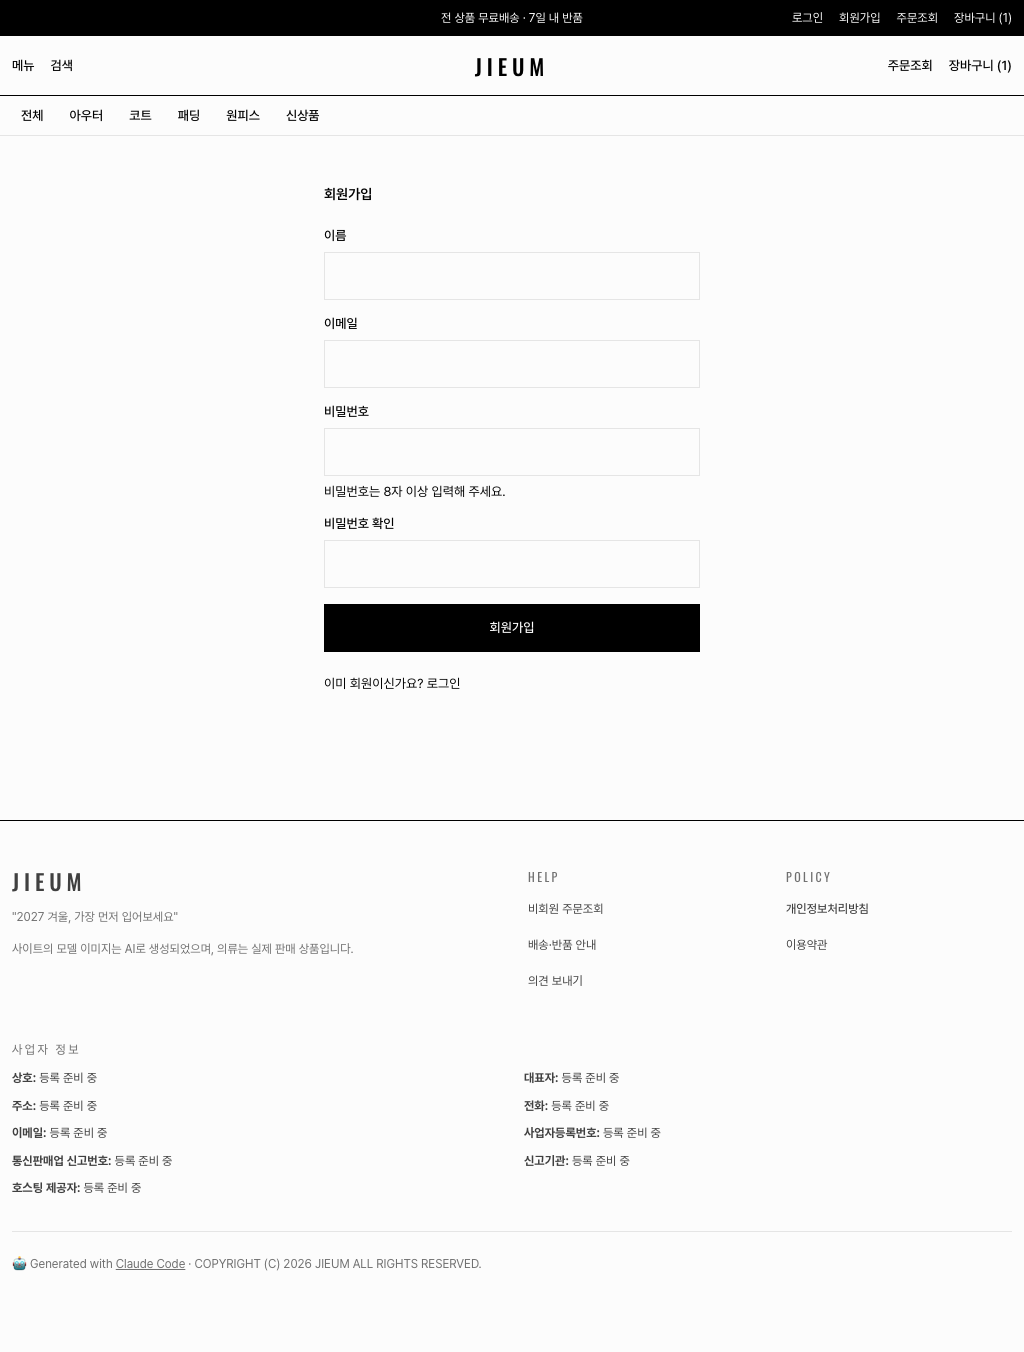 전 상품 무료배송 · 7일 내 반품
로그인 회원가입 주문조회 장바구니 (1)
메뉴 검색
JIEUM
주문조회 장바구니 (1)
전체 아우터 코트 패딩 원피스 신상품
회원가입
이름
이메일
비밀번호
비밀번호는 8자 이상 입력해 주세요.
비밀번호 확인
회원가입
이미 회원이신가요? 로그인
JIEUM
"2027 겨울, 가장 먼저 입어보세요"
사이트의 모델 이미지는 AI로 생성되었으며, 의류는 실제 판매 상품입니다.
HELP
비회원 주문조회
배송·반품 안내
의견 보내기
POLICY
개인정보처리방침
이용약관
사업자 정보
상호: 등록 준비 중
대표자: 등록 준비 중
주소: 등록 준비 중
전화: 등록 준비 중
이메일: 등록 준비 중
사업자등록번호: 등록 준비 중
통신판매업 신고번호: 등록 준비 중
신고기관: 등록 준비 중
호스팅 제공자: 등록 준비 중
🤖 Generated with Claude Code · COPYRIGHT (C) 2026 JIEUM ALL RIGHTS RESERVED.